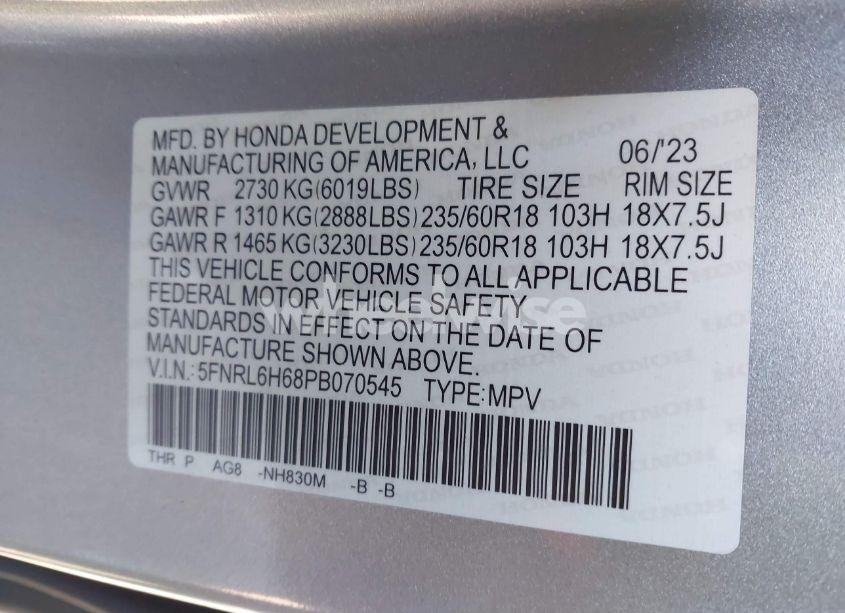 MFD. BY HONDA DEVELOPMENT &
MANUFACTURING OF AMERICA, LLC 06/'23
GVWR 2730 KG(6019LBS) TIRE SIZE RIM SIZE
GAWR F 1310 KG(2888LBS) 235/60R18 103H 18X7.5J
GAWR R 1465 KG(3230LBS) 235/60R18 103H 18X7.5J
THIS VEHICLE CONFORMS TO ALL APPLICABLE
FEDERAL MOTOR VEHICLE SAFETY
STANDARDS IN EFFECT ON THE DATE OF
MANUFACTURE SHOWN ABOVE.
V.I.N.: 5FNRL6H68PB070545 TYPE: MPV
THR P AG8 -NH830M -B -B